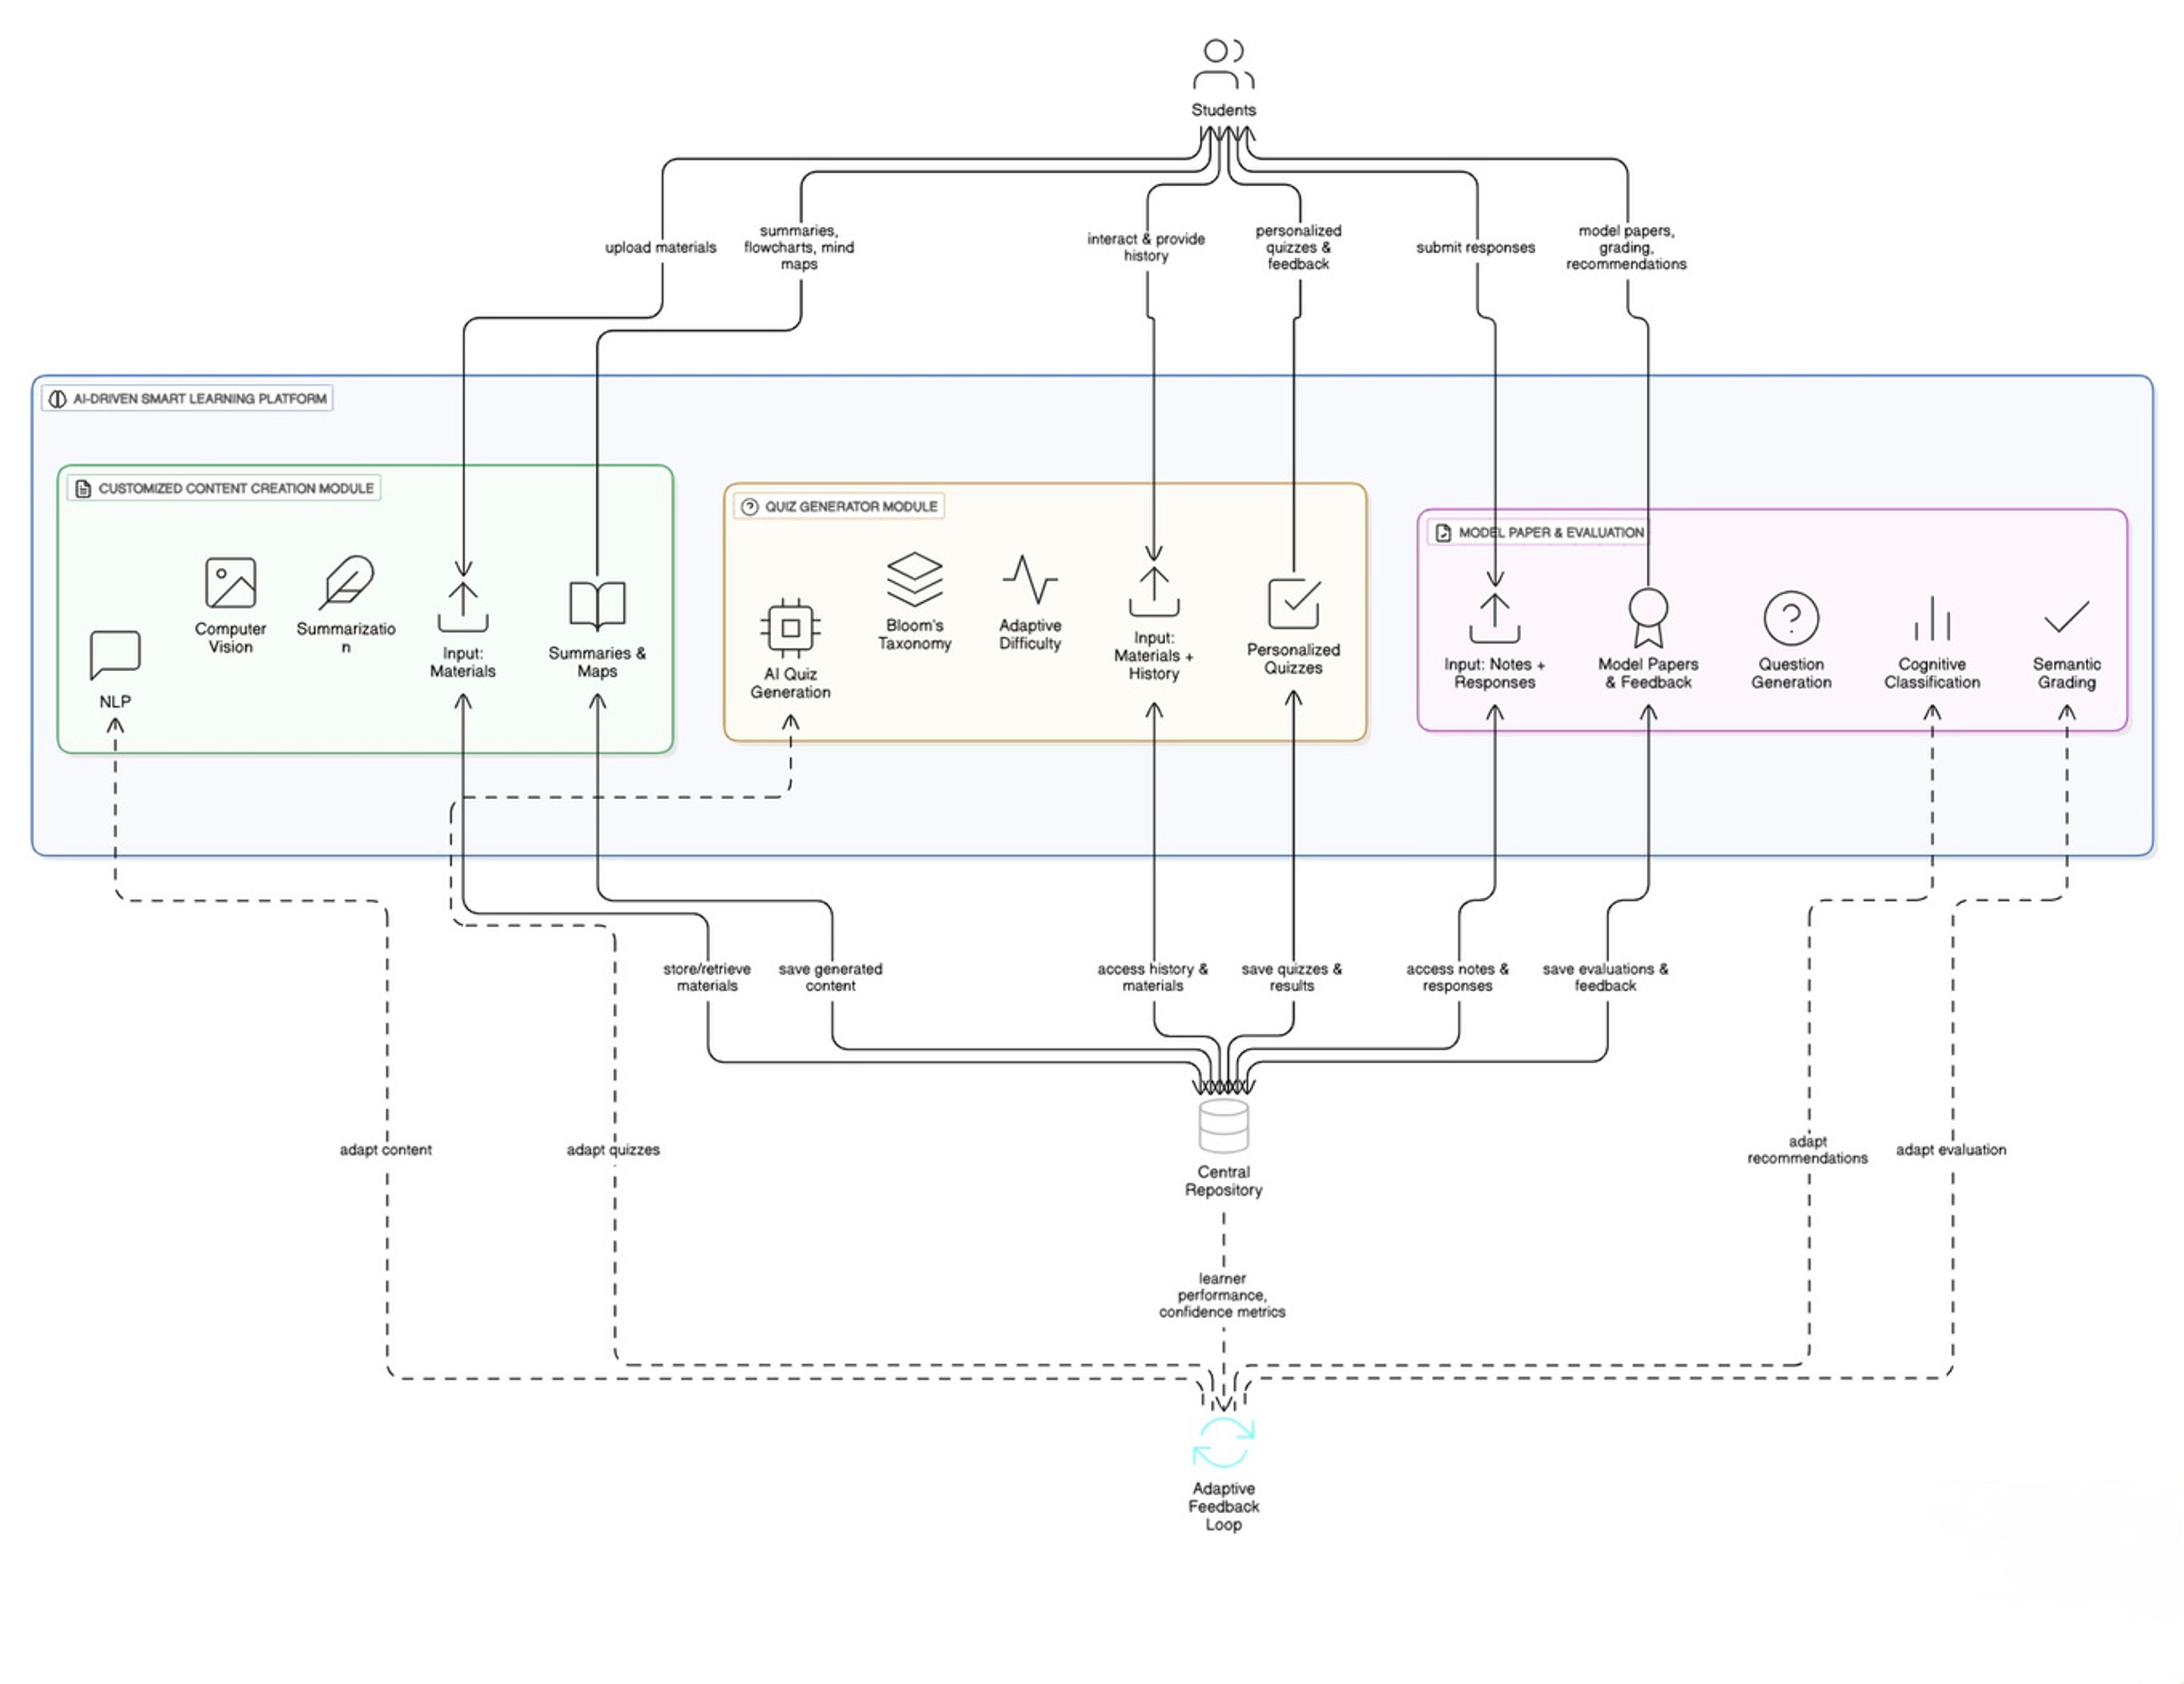 Students
upload materials
summaries,
flowcharts, mind
maps
interact & provide
history
personalized
quizzes &
feedback
submit responses
model papers,
grading,
recommendations
AI-DRIVEN SMART LEARNING PLATFORM
CUSTOMIZED CONTENT CREATION MODULE
NLP
Computer
Vision
Summarizatio
n
Input:
Materials
Summaries &
Maps
QUIZ GENERATOR MODULE
AI Quiz
Generation
Bloom's
Taxonomy
Adaptive
Difficulty
Input:
Materials +
History
Personalized
Quizzes
MODEL PAPER & EVALUATION
Input: Notes +
Responses
Model Papers
& Feedback
Question
Generation
Cognitive
Classification
Semantic
Grading
store/retrieve
materials
save generated
content
access history &
materials
save quizzes &
results
access notes &
responses
save evaluations &
feedback
Central
Repository
adapt content
adapt quizzes
adapt
recommendations
adapt evaluation
learner
performance,
confidence metrics
Adaptive
Feedback
Loop